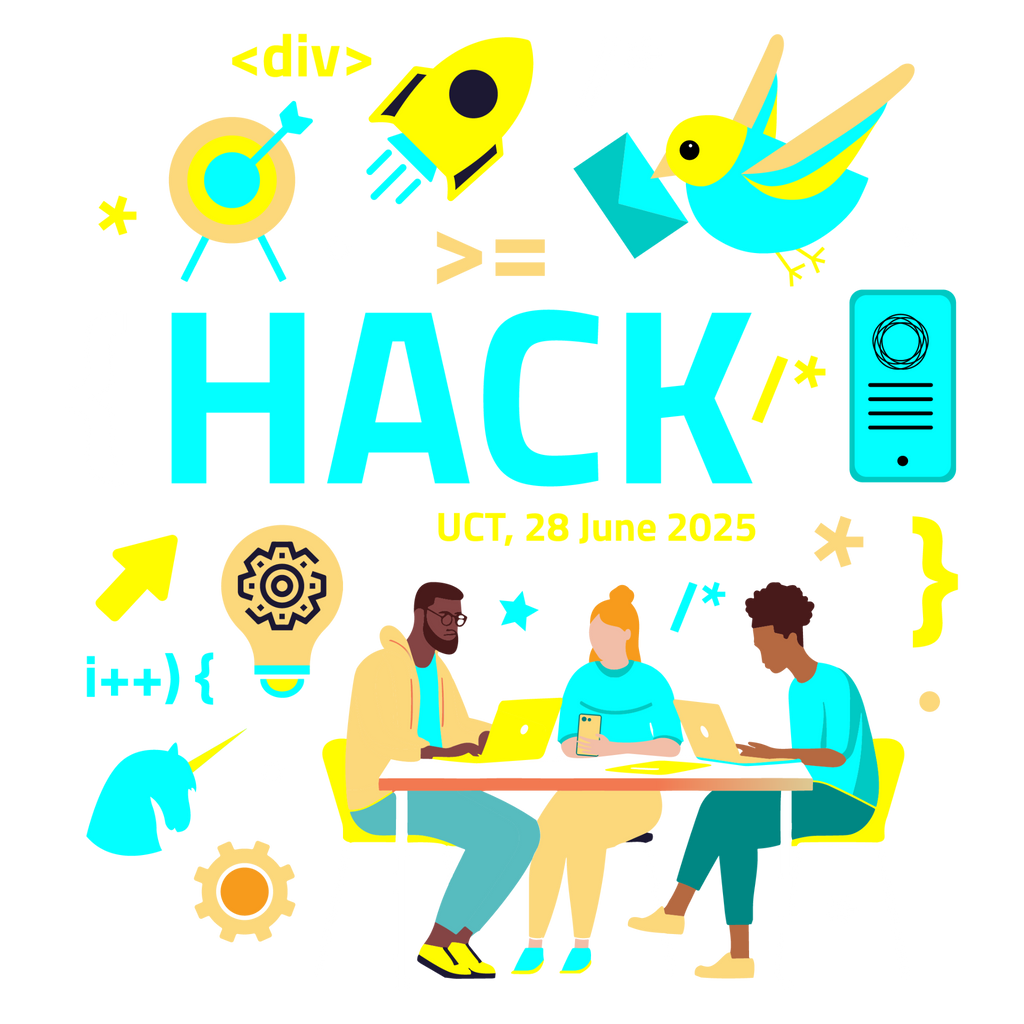 <div>
*
>=
HACK
/*
UCT, 28 June 2025
*
}
/*
i++) {